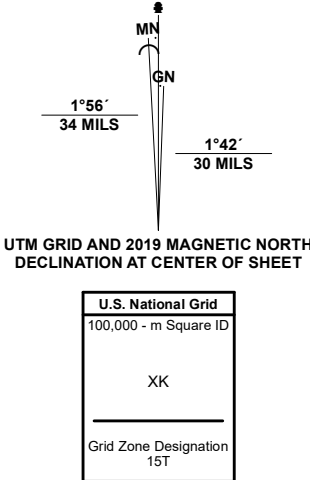 MN
GN
1°56´
34 MILS
1°42´
30 MILS
UTM GRID AND 2019 MAGNETIC NORTH
DECLINATION AT CENTER OF SHEET
U.S. National Grid
100,000 - m Square ID
XK
Grid Zone Designation
15T